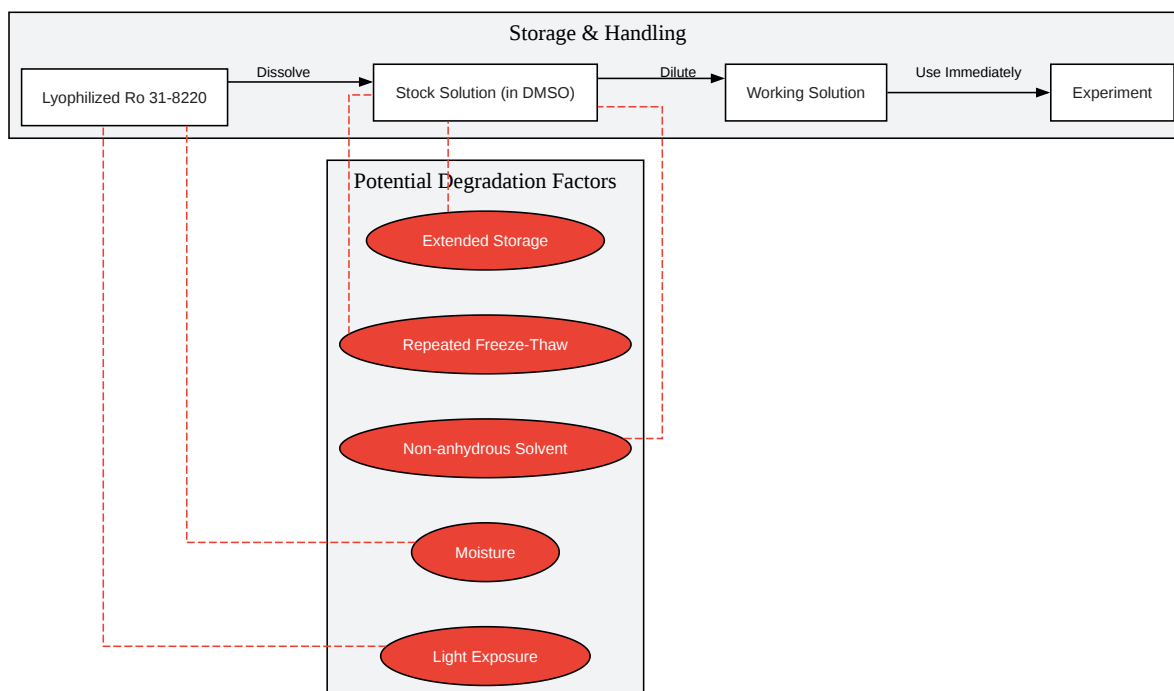 Storage & Handling
Lyophilized Ro 31-8220
Dissolve
Stock Solution (in DMSO)
Dilute
Working Solution
Use Immediately
Experiment
Potential Degradation Factors
Extended Storage
Repeated Freeze-Thaw
Non-anhydrous Solvent
Moisture
Light Exposure